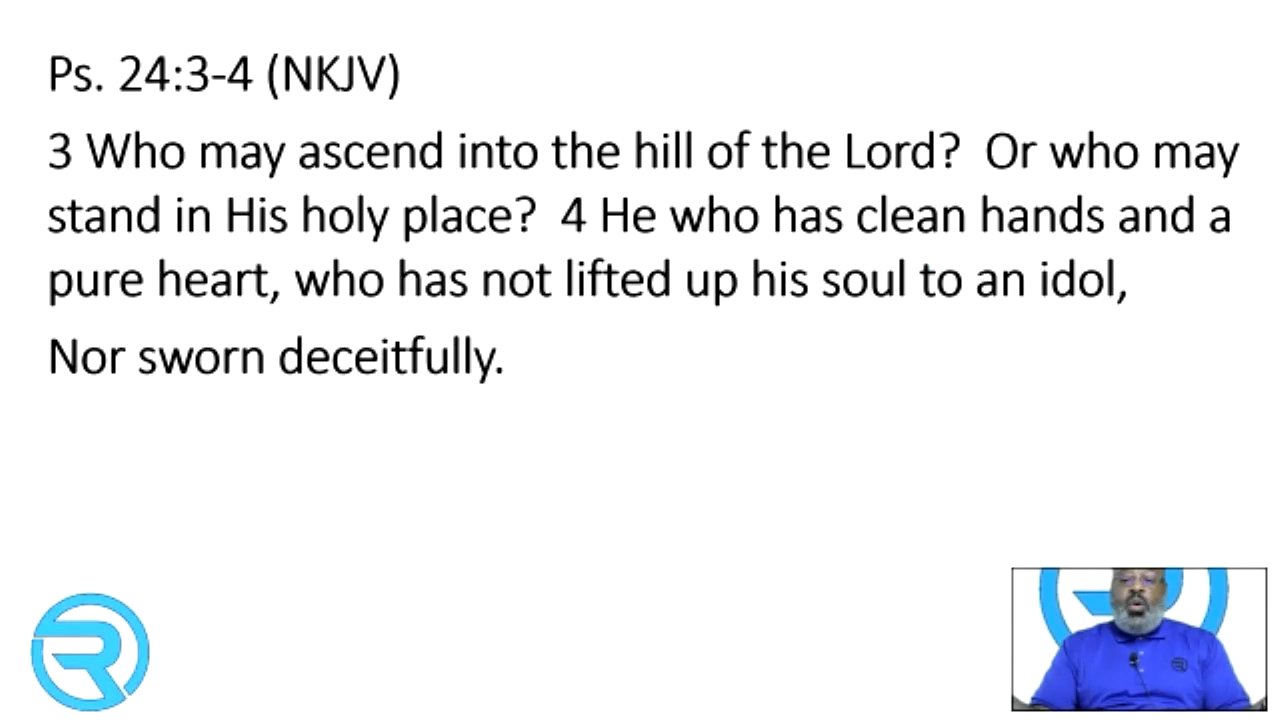 Ps. 24:3-4 (NKJV)
3 Who may ascend into the hill of the Lord?  Or who may
stand in His holy place?  4 He who has clean hands and a
pure heart, who has not lifted up his soul to an idol,
Nor sworn deceitfully.
R